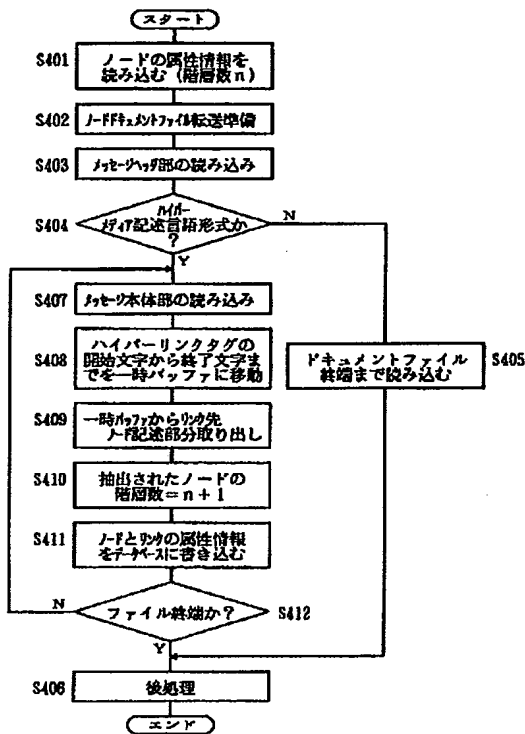 スタート
S401
ノードの属性情報を
読み込む（階層数n）
S402
ノードドキュメントファイル転送準備
S403
メッセージヘッダ部の読み込み
S404
ハイパー
メディア記述言語形式か
?
N
Y
S407
メッセージ本体部の読み込み
S408
ハイパーリンクタグの
開始文字から終了文字ま
でを一時バッファに移動
ドキュメントファイル
終端まで読み込む
S405
S409
一時バッファからリンク先
ノード記述部分取り出し
S410
抽出されたノードの
階層数=n+1
S411
ノードとリンクの属性情報
をデータベースに書き込む
N
ファイル終端か?
S412
Y
S406
後処理
エンド